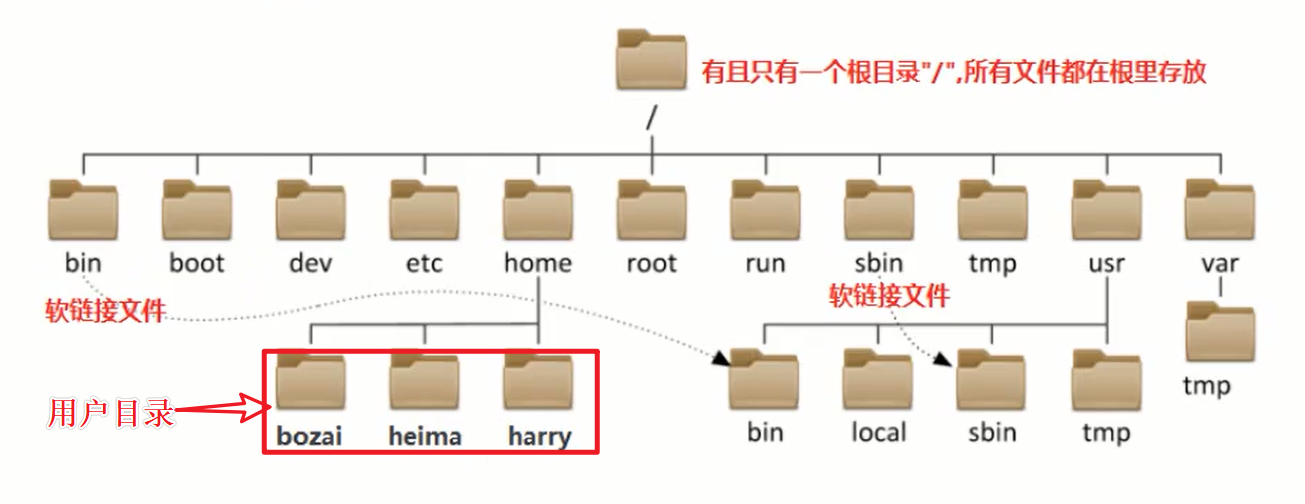 有且只有一个根目录"/",所有文件都在根里存放
/
bin boot dev etc home root run sbin tmp usr var
软链接文件 软链接文件
tmp
用户目录
bozai heima harry bin local sbin tmp